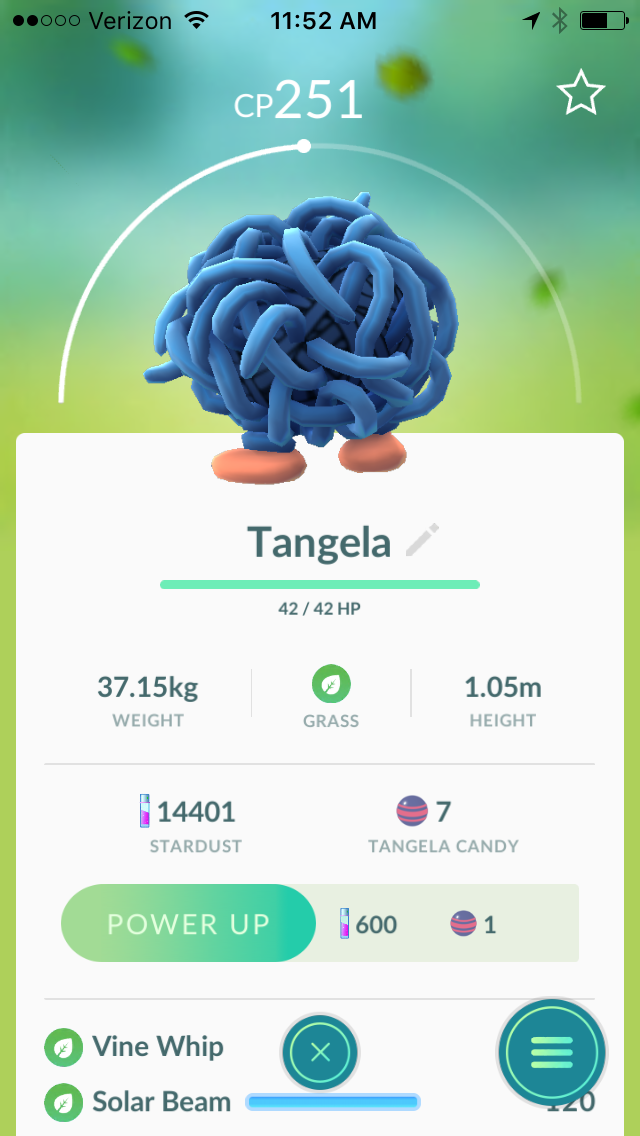 Verizon 11:52 AM
CP251
Tangela
42 / 42 HP
37.15kg 1.05m
WEIGHT GRASS HEIGHT
14401 7
STARDUST TANGELA CANDY
POWER UP 600 1
Vine Whip
Solar Beam 120